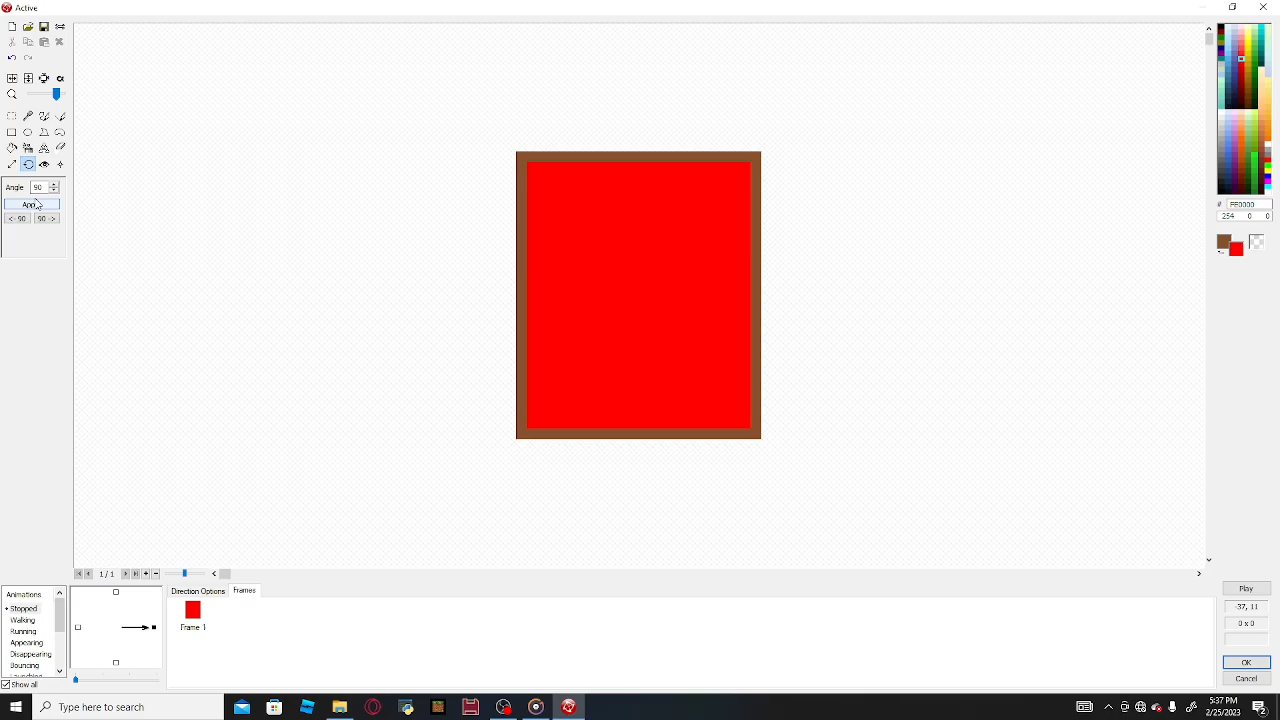 Active
Angle 90
Appl
<- 90 90 ->
# FE0000
254 0 0
1 / 1
Animations
Stopped
Walking
Running
Appearing
Disappearing
Bouncing
Show all
Direction Options Frames
Frame 1
Play
-37, 11
0 x 0
OK
Cancel
Type here to search
5:37 PM
2/25/2023